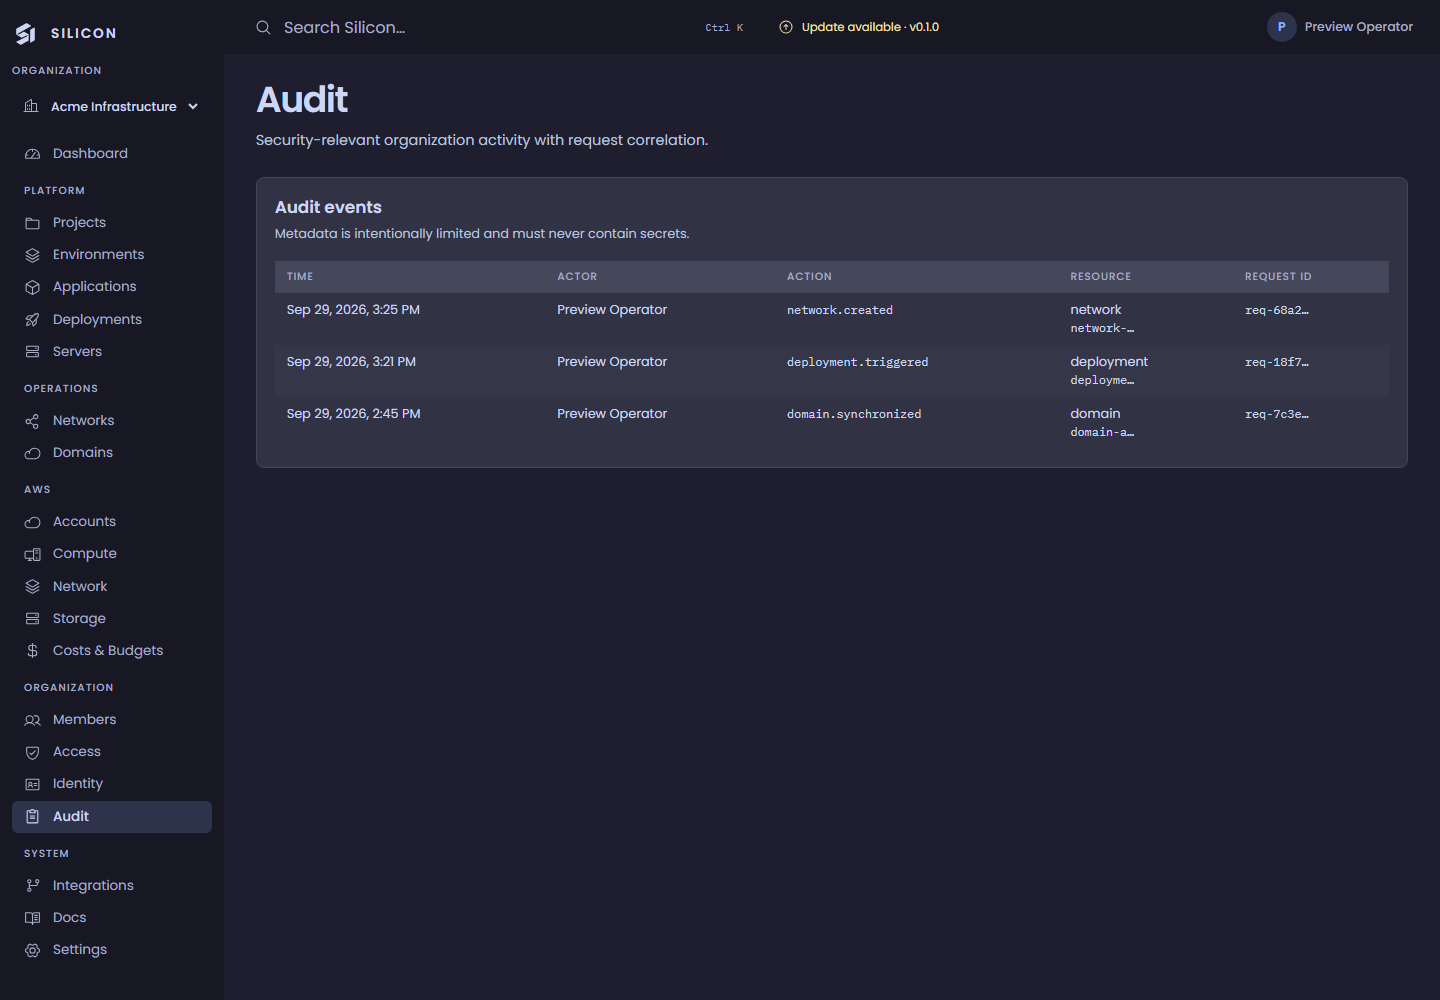 SILICON
Search Silicon...
Ctrl K
Update available · v0.1.0
P
Preview Operator
ORGANIZATION
Acme Infrastructure
Dashboard
PLATFORM
Projects
Environments
Applications
Deployments
Servers
OPERATIONS
Networks
Domains
AWS
Accounts
Compute
Network
Storage
Costs & Budgets
ORGANIZATION
Members
Access
Identity
Audit
SYSTEM
Integrations
Docs
Settings
Audit
Security-relevant organization activity with request correlation.
Audit events
Metadata is intentionally limited and must never contain secrets.
TIME ACTOR ACTION RESOURCE REQUEST ID
Sep 29, 2026, 3:25 PM Preview Operator network.created network req-68a2…
network-…
Sep 29, 2026, 3:21 PM Preview Operator deployment.triggered deployment req-18f7…
deployme…
Sep 29, 2026, 2:45 PM Preview Operator domain.synchronized domain req-7c3e…
domain-a…